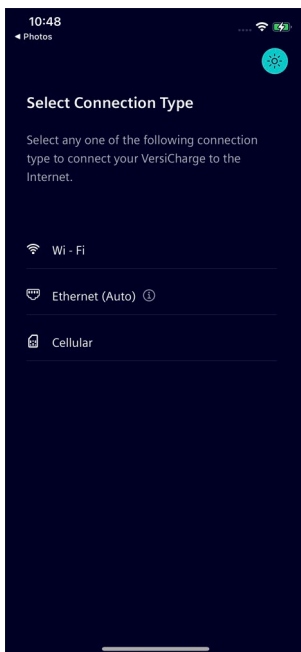 10:48
◀ Photos
Select Connection Type
Select any one of the following connection
type to connect your VersiCharge to the
Internet.
Wi - Fi
Ethernet (Auto)
Cellular